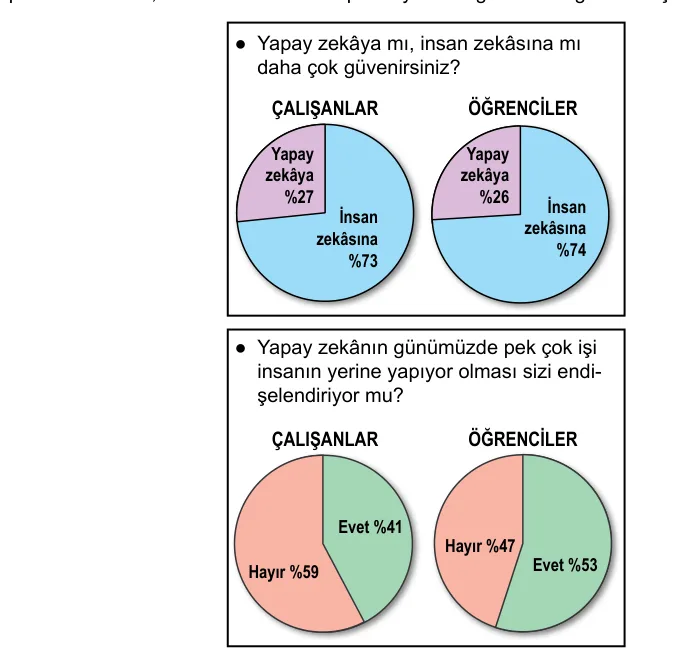 ● Yapay zekâya mı, insan zekâsına mı
daha çok güvenirsiniz?
ÇALIŞANLAR
ÖĞRENCİLER
Yapay
zekâya
%27
İnsan
zekâsına
%73
Yapay
zekâya
%26
İnsan
zekâsına
%74
● Yapay zekânın günümüzde pek çok işi
insanın yerine yapıyor olması sizi endi-
şelendiriyor mu?
ÇALIŞANLAR
ÖĞRENCİLER
Evet %41
Hayır %59
Hayır %47
Evet %53